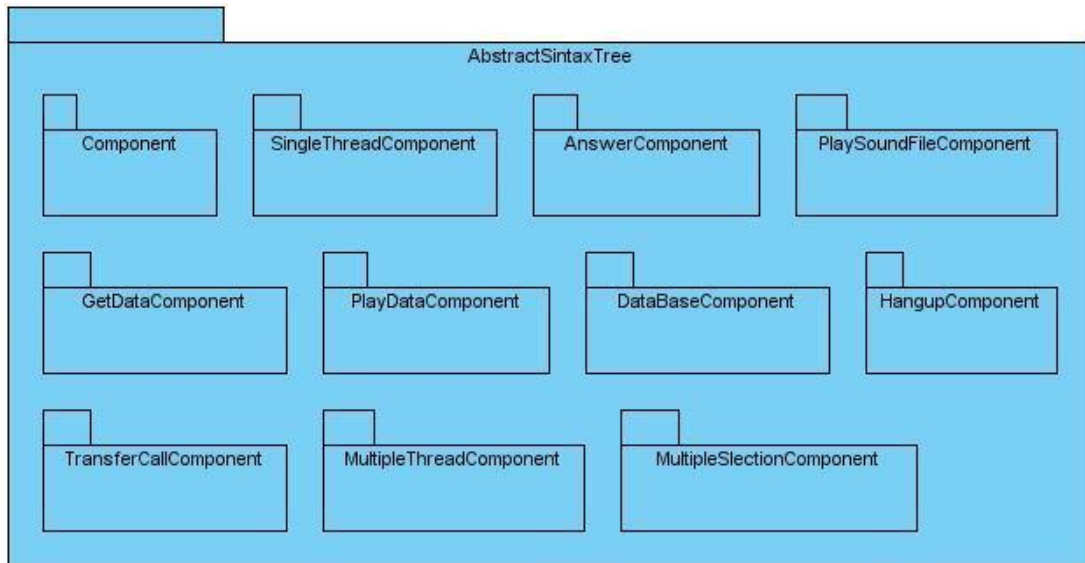 AbstractSintaxTree
Component
SingleThreadComponent
AnswerComponent
PlaySoundFileComponent
GetDataComponent
PlayDataComponent
DataBaseComponent
HangupComponent
TransferCallComponent
MultipleThreadComponent
MultipleSlectionComponent